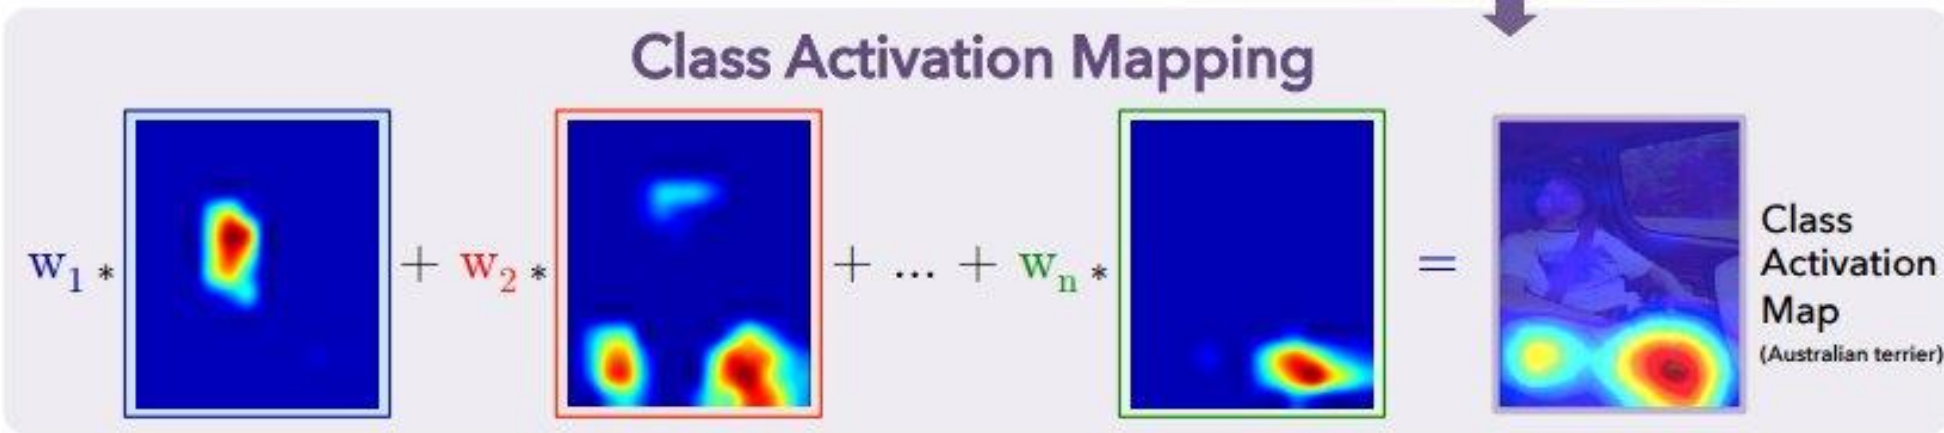 Class Activation Mapping
w1 * + w2 * + ... + wn * =
Class
Activation
Map
(Australian terrier)